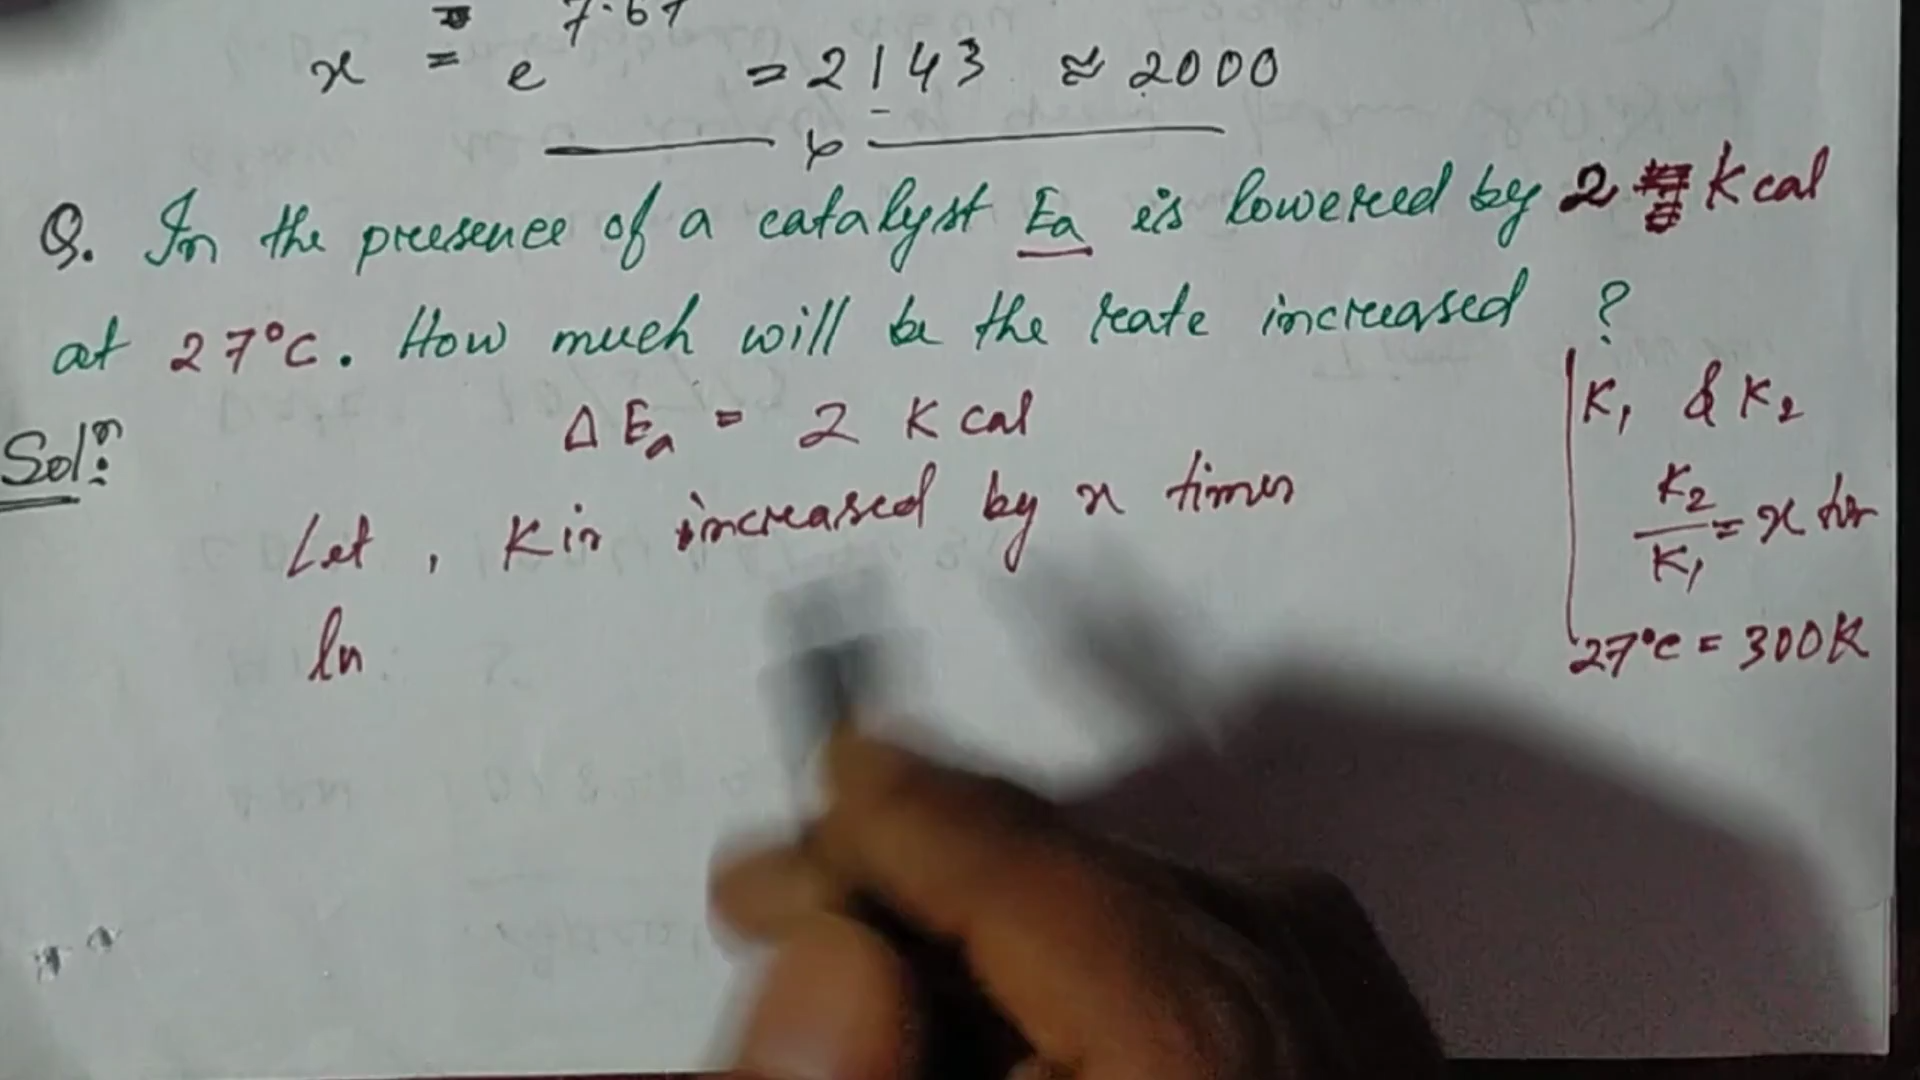 x = e^7.67 = 2143 ≈ 2000
x
Q. In the presence of a catalyst Ea is lowered by 2 Kcal
at 27°C. How much will be the rate increased ?
Sol^n:
Δ Ea = 2 K cal
Let, K is increased by x times
ln
K1 & K2
K2/K1 = x
27°C = 300K